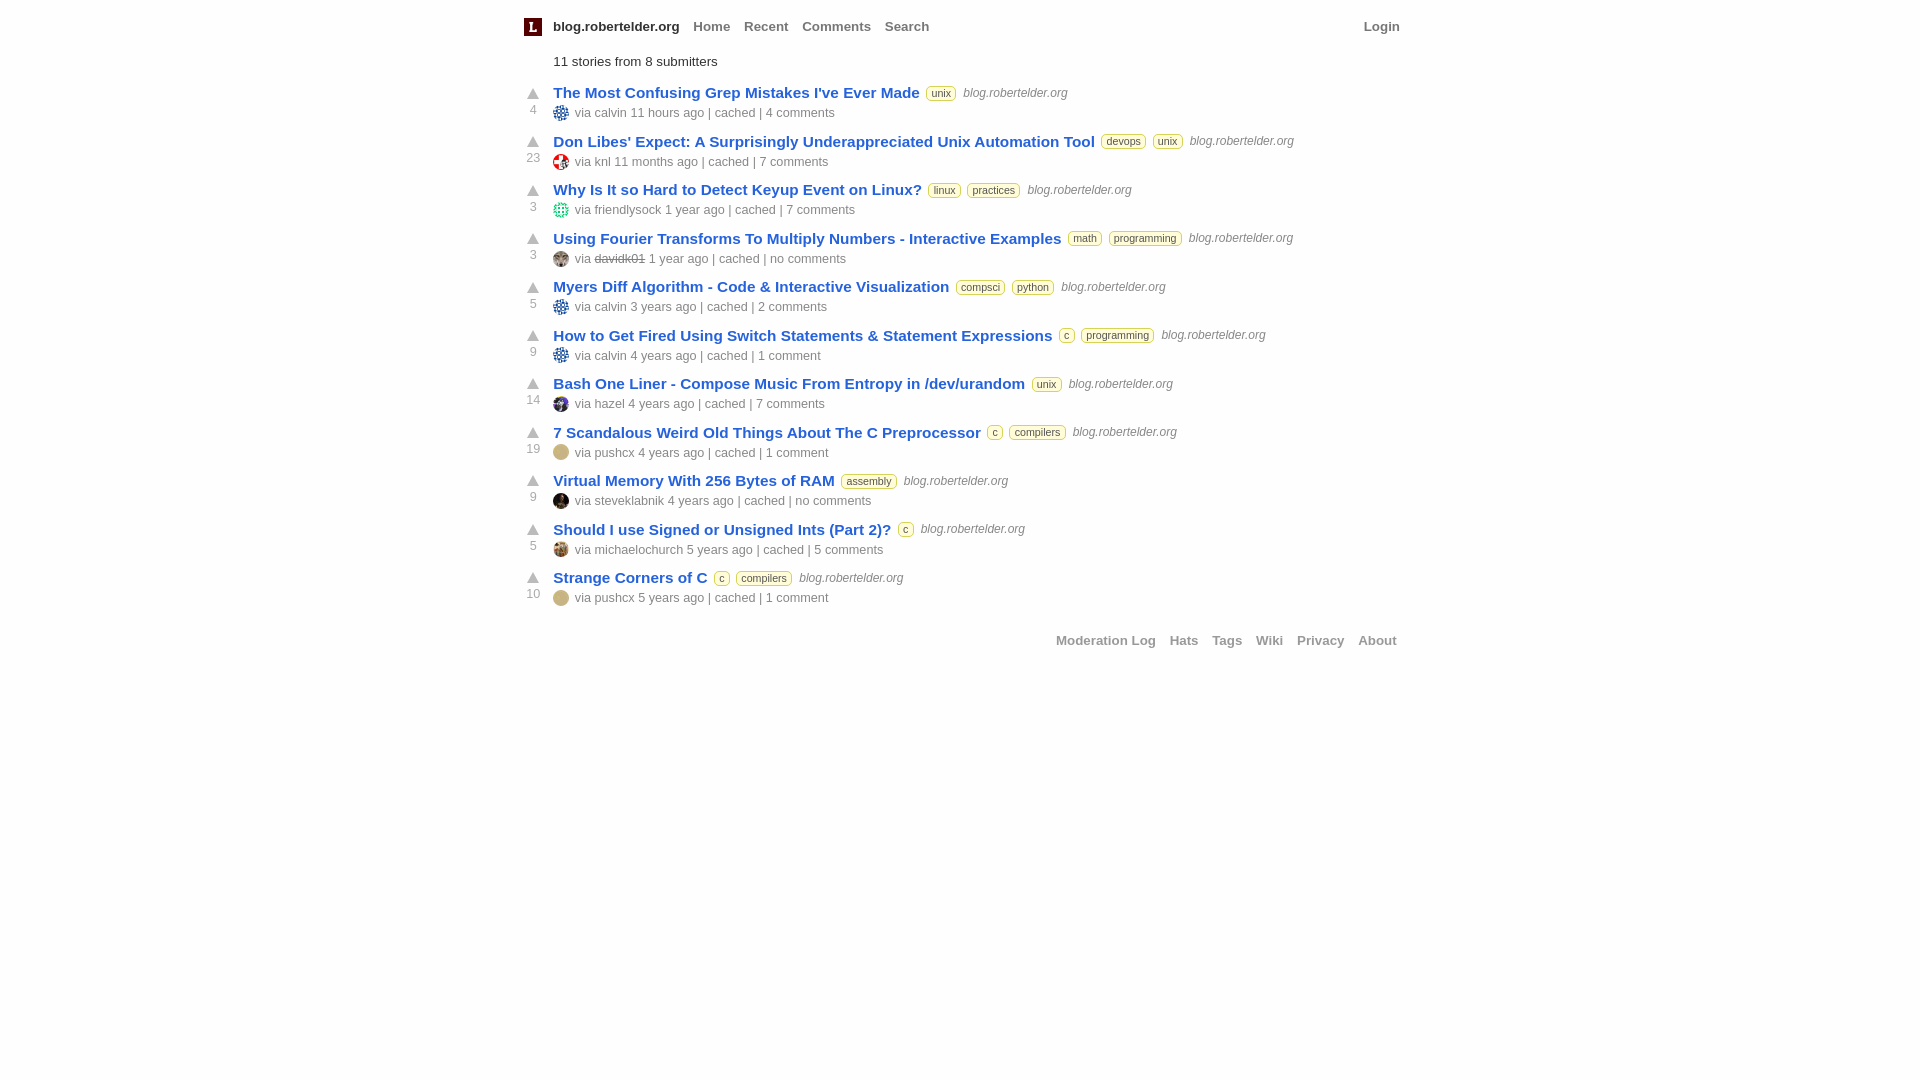 L blog.robertelder.org Home Recent Comments Search Login
11 stories from 8 submitters
The Most Confusing Grep Mistakes I've Ever Made unix blog.robertelder.org
4 via calvin 11 hours ago | cached | 4 comments
Don Libes' Expect: A Surprisingly Underappreciated Unix Automation Tool devops unix blog.robertelder.org
23 via knl 11 months ago | cached | 7 comments
Why Is It so Hard to Detect Keyup Event on Linux? linux practices blog.robertelder.org
3 via friendlysock 1 year ago | cached | 7 comments
Using Fourier Transforms To Multiply Numbers - Interactive Examples math programming blog.robertelder.org
3 via davidk01 1 year ago | cached | no comments
Myers Diff Algorithm - Code & Interactive Visualization compsci python blog.robertelder.org
5 via calvin 3 years ago | cached | 2 comments
How to Get Fired Using Switch Statements & Statement Expressions c programming blog.robertelder.org
9 via calvin 4 years ago | cached | 1 comment
Bash One Liner - Compose Music From Entropy in /dev/urandom unix blog.robertelder.org
14 via hazel 4 years ago | cached | 7 comments
7 Scandalous Weird Old Things About The C Preprocessor c compilers blog.robertelder.org
19 via pushcx 4 years ago | cached | 1 comment
Virtual Memory With 256 Bytes of RAM assembly blog.robertelder.org
9 via steveklabnik 4 years ago | cached | no comments
Should I use Signed or Unsigned Ints (Part 2)? c blog.robertelder.org
5 via michaelochurch 5 years ago | cached | 5 comments
Strange Corners of C c compilers blog.robertelder.org
10 via pushcx 5 years ago | cached | 1 comment
Moderation Log Hats Tags Wiki Privacy About